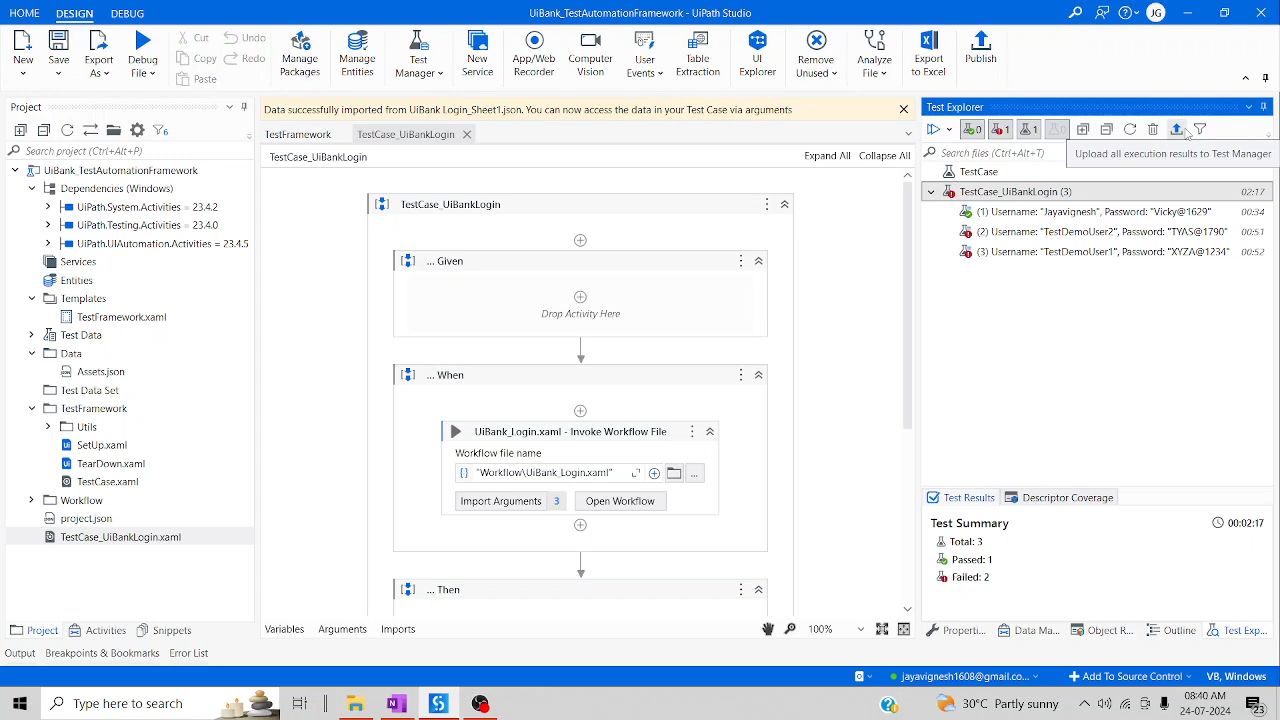 HOME DESIGN DEBUG
UiBank_TestAutomationFramework - UiPath Studio
JG
New
Save
Export As
Debug File
Cut
Copy
Paste
Undo
Redo
Manage Packages
Manage Entities
Test Manager
New Service
App/Web Recorder
Computer Vision
User Events
Table Extraction
UI Explorer
Remove Unused
Analyze File
Export to Excel
Publish
Project
6
Search project (Ctrl+Alt+P)
UiBank_TestAutomationFramework
Dependencies (Windows)
UiPath.System.Activities = 23.4.2
UiPath.Testing.Activities = 23.4.0
UiPath.UIAutomation.Activities = 23.4.5
Services
Entities
Templates
TestFramework.xaml
Test Data
Data
Assets.json
Test Data Set
TestFramework
Utils
SetUp.xaml
TearDown.xaml
TestCase.xaml
Workflow
project.json
TestCase_UiBankLogin.xaml
Project
Activities
Snippets
Data successfully imported from UiBank Login_Sheet1.json. You can now access the data in your Test Case via arguments
TestFramework
TestCase_UiBankLogin
TestCase_UiBankLogin
Expand All Collapse All
TestCase_UiBankLogin
... Given
Drop Activity Here
... When
UiBank_Login.xaml - Invoke Workflow File
Workflow file name
"Workflow\UiBank_Login.xaml"
...
Import Arguments 3
Open Workflow
... Then
Variables Arguments Imports
100%
Test Explorer
0 1 1 0
Search files (Ctrl+Alt+T)
Upload all execution results to Test Manager
TestCase
TestCase_UiBankLogin (3) 02:17
(1) Username: "Jayavignesh", Password: "Vicky@1629" 00:34
(2) Username: "TestDemoUser2", Password: "TYAS@1790" 00:51
(3) Username: "TestDemoUser1", Password: "XYZA@1234" 00:52
Test Results
Descriptor Coverage
Test Summary
00:02:17
Total: 3
Passed: 1
Failed: 2
Properti...
Data Ma...
Object R...
Outline
Test Exp...
Output Breakpoints & Bookmarks Error List
jayavignesh1608@gmail.co...
Add To Source Control
VB, Windows
Type here to search
30°C Partly sunny
08:40 AM
24-07-2024
23